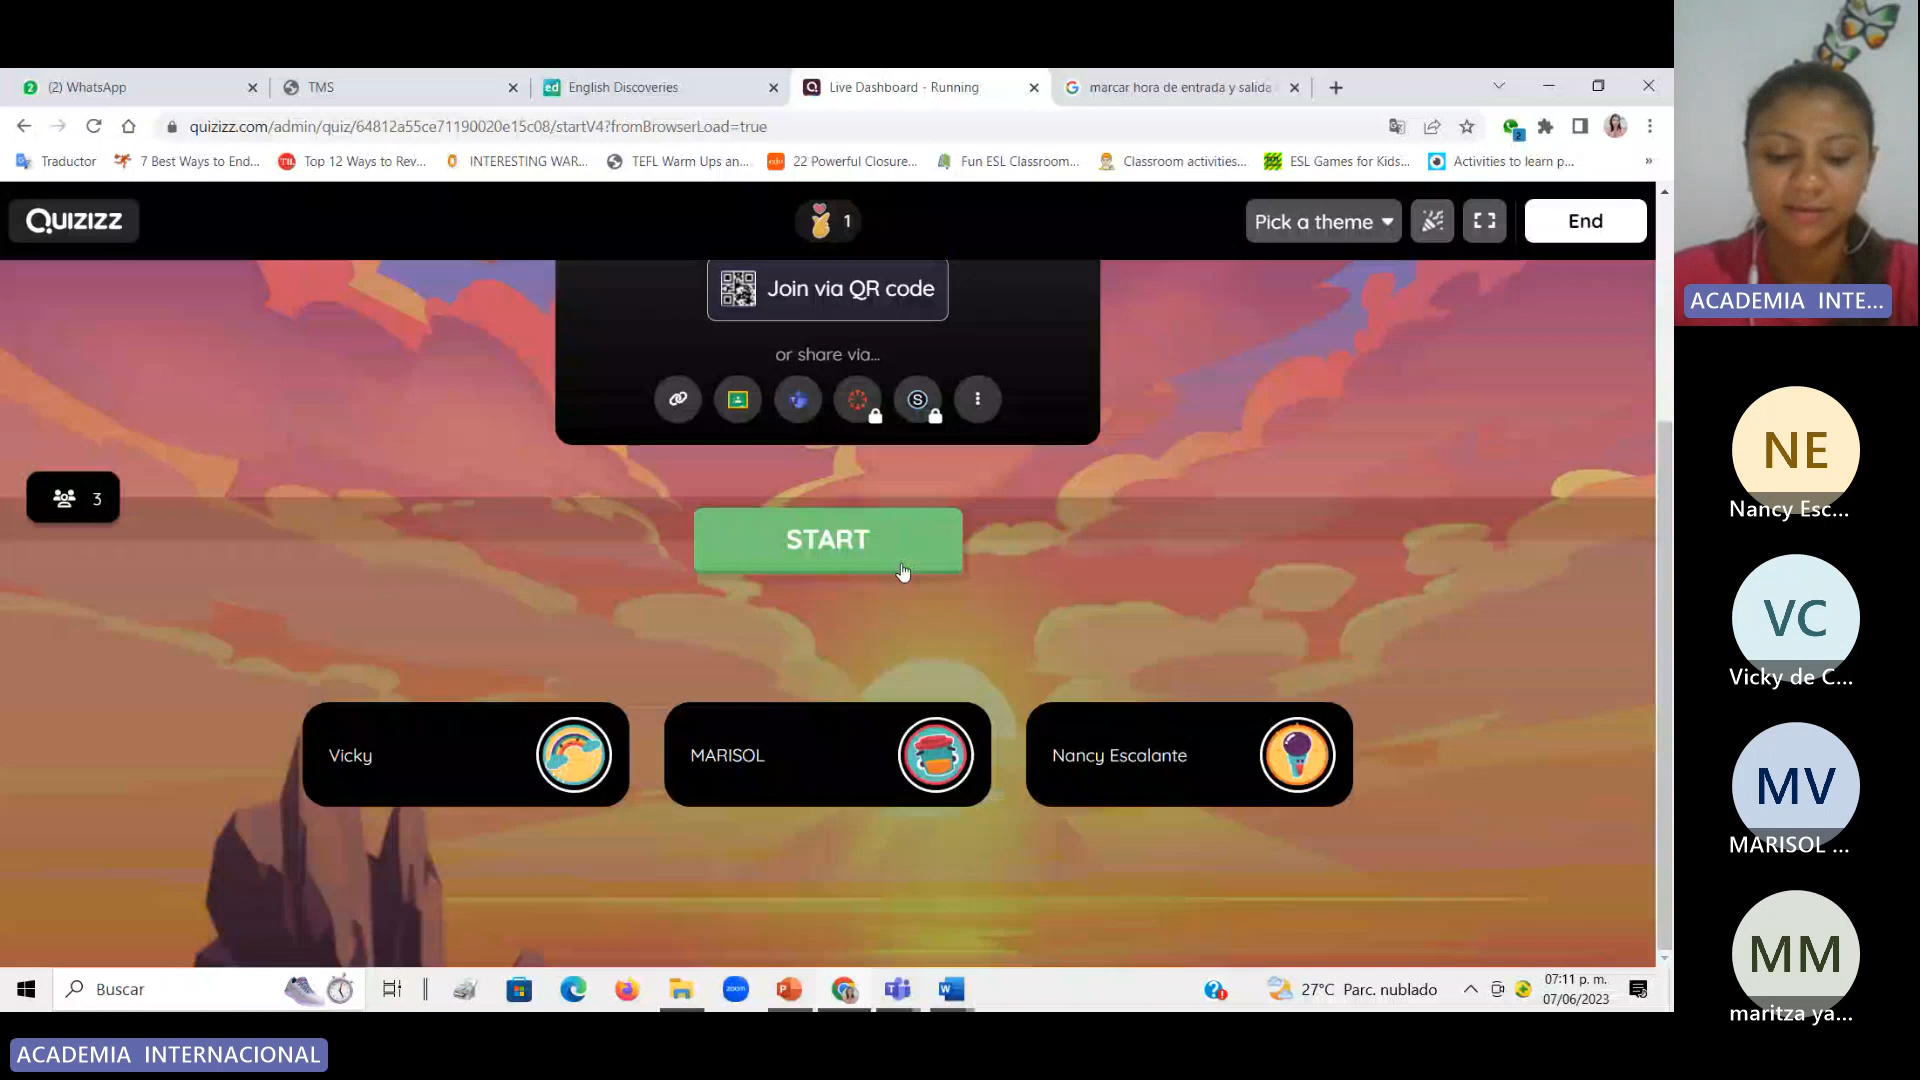 (2) WhatsApp
TMS
English Discoveries
Live Dashboard - Running
marcar hora de entrada y salida
quizizz.com/admin/quiz/64812a55ce71190020e15c08/startV4?fromBrowserLoad=true
2
Traductor
7 Best Ways to End...
Top 12 Ways to Rev...
INTERESTING WAR...
TEFL Warm Ups an...
22 Powerful Closure...
Fun ESL Classroom...
Classroom activities...
ESL Games for Kids...
Activities to learn p...
»
Quizizz
1
Pick a theme
End
Join via QR code
or share via...
3
START
Vicky
MARISOL
Nancy Escalante
Buscar
27°C Parc. nublado
07:11 p. m.
07/06/2023
ACADEMIA INTERNACIONAL
ACADEMIA INTE...
NE
Nancy Esc...
VC
Vicky de C...
MV
MARISOL ...
MM
maritza ya...